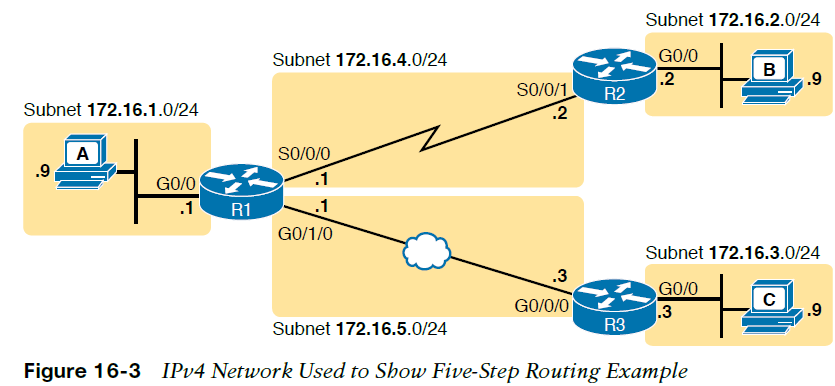 Subnet 172.16.2.0/24
Subnet 172.16.4.0/24
G0/0
B
.2
.9
S0/0/1
R2
.2
Subnet 172.16.1.0/24
A
.9
S0/0/0
.1
G0/0
.1
R1
.1
G0/1/0
Subnet 172.16.3.0/24
.3
G0/0
C
G0/0/0
.3
.9
R3
Subnet 172.16.5.0/24
Figure 16-3 IPv4 Network Used to Show Five-Step Routing Example